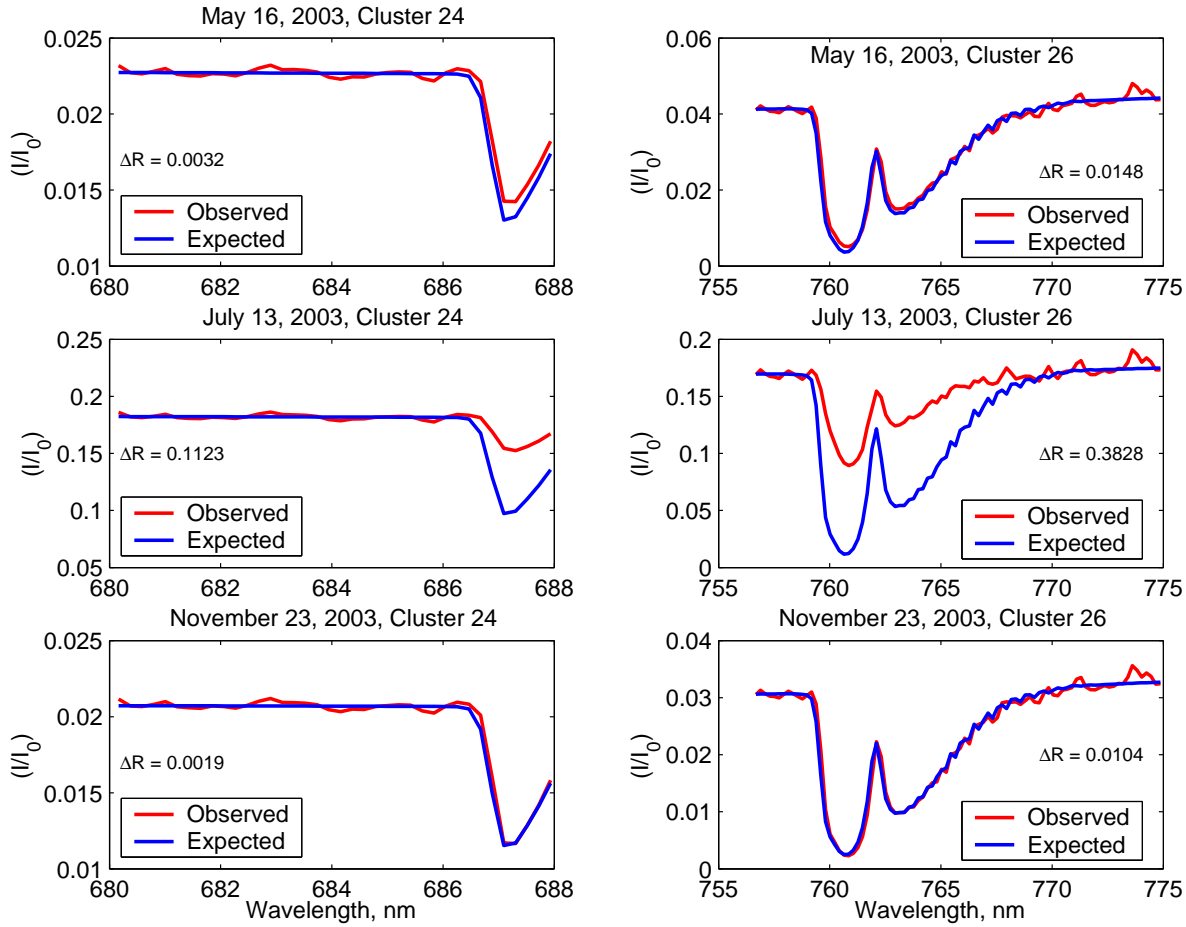 May 16, 2003, Cluster 24
0.025
0.02
0.015
0.01
(I/I0)
ΔR = 0.0032
Observed
Expected
680 682 684 686 688
May 16, 2003, Cluster 26
0.06
0.04
0.02
0
(I/I0)
ΔR = 0.0148
Observed
Expected
755 760 765 770 775
July 13, 2003, Cluster 24
0.25
0.2
0.15
0.1
0.05
(I/I0)
ΔR = 0.1123
Observed
Expected
680 682 684 686 688
July 13, 2003, Cluster 26
0.2
0.15
0.1
0.05
0
(I/I0)
ΔR = 0.3828
Observed
Expected
755 760 765 770 775
November 23, 2003, Cluster 24
0.025
0.02
0.015
0.01
(I/I0)
ΔR = 0.0019
Observed
Expected
680 682 684 686 688
Wavelength, nm
November 23, 2003, Cluster 26
0.04
0.03
0.02
0.01
0
(I/I0)
ΔR = 0.0104
Observed
Expected
755 760 765 770 775
Wavelength, nm